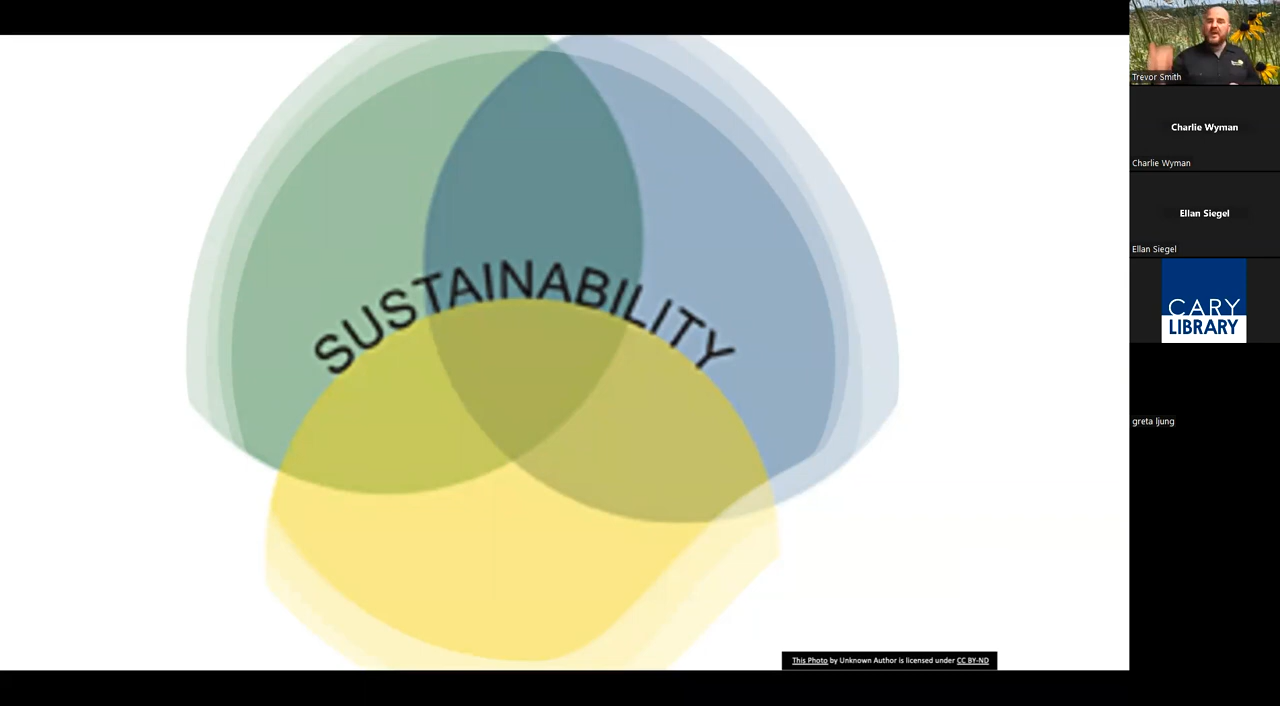 SUSTAINABILITY
This Photo by Unknown Author is licensed under CC BY-ND
Trevor Smith
Charlie Wyman
Charlie Wyman
Ellan Siegel
Ellan Siegel
CARY
LIBRARY
greta ljung